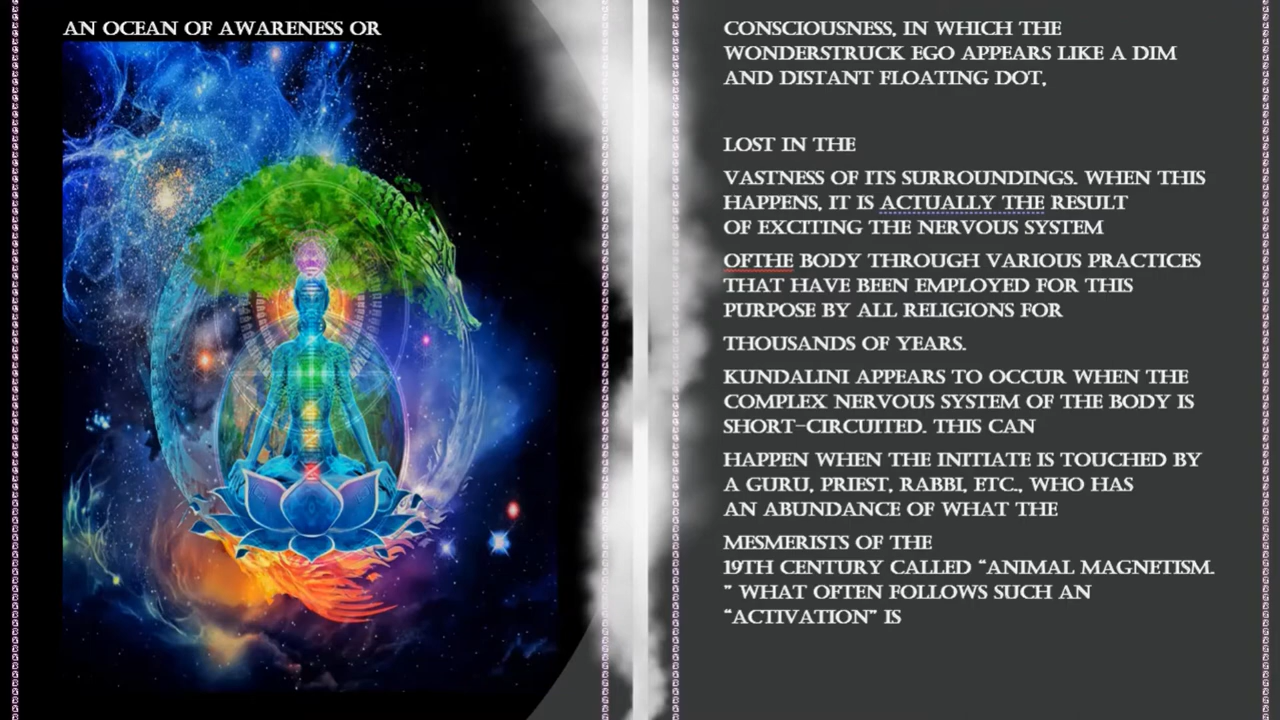 AN OCEAN OF AWARENESS OR
CONSCIOUSNESS, IN WHICH THE
WONDERSTRUCK EGO APPEARS LIKE A DIM
AND DISTANT FLOATING DOT,
LOST IN THE
VASTNESS OF ITS SURROUNDINGS. WHEN THIS
HAPPENS, IT IS ACTUALLY THE RESULT
OF EXCITING THE NERVOUS SYSTEM
OFTHE BODY THROUGH VARIOUS PRACTICES
THAT HAVE BEEN EMPLOYED FOR THIS
PURPOSE BY ALL RELIGIONS FOR
THOUSANDS OF YEARS.
KUNDALINI APPEARS TO OCCUR WHEN THE
COMPLEX NERVOUS SYSTEM OF THE BODY IS
SHORT-CIRCUITED. THIS CAN
HAPPEN WHEN THE INITIATE IS TOUCHED BY
A GURU, PRIEST, RABBI, ETC., WHO HAS
AN ABUNDANCE OF WHAT THE
MESMERISTS OF THE
19TH CENTURY CALLED “ANIMAL MAGNETISM.
” WHAT OFTEN FOLLOWS SUCH AN
“ACTIVATION” IS